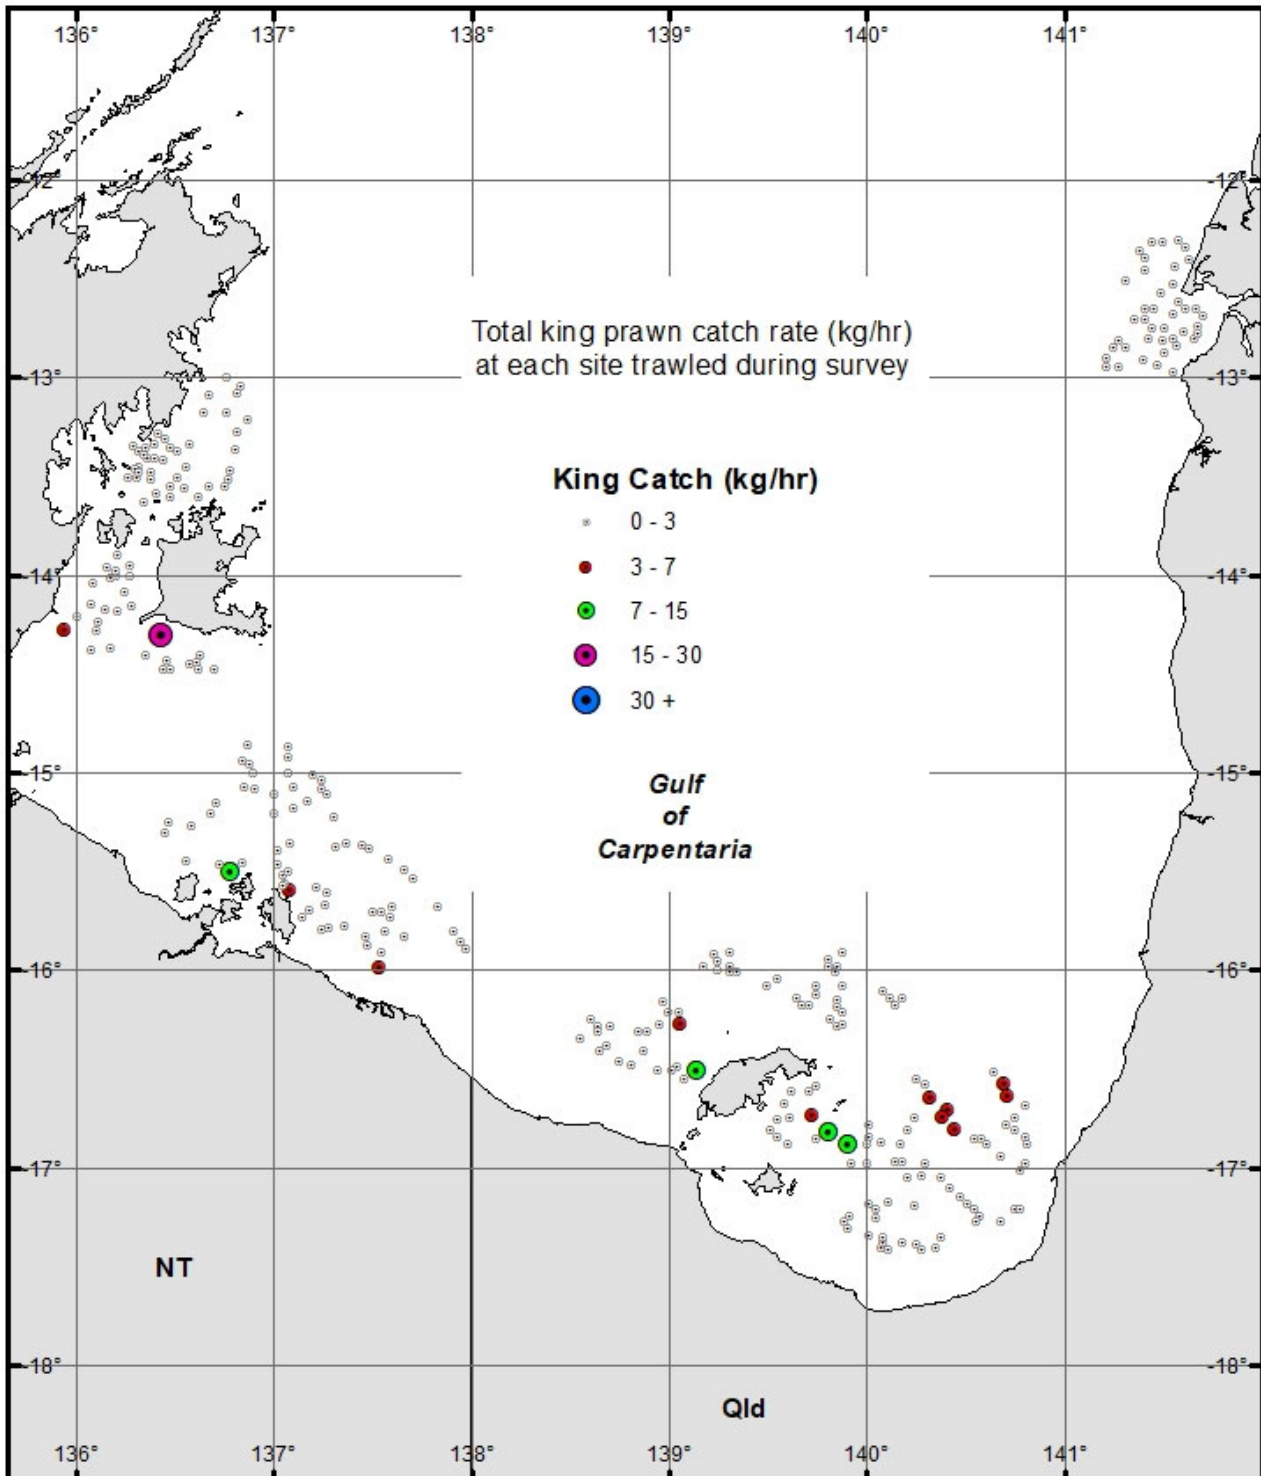 136° 137° 138° 139° 140° 141°
-12° -12°
Total king prawn catch rate (kg/hr)
at each site trawled during survey
-13° -13°
King Catch (kg/hr)
0 - 3
3 - 7
-14° -14°
7 - 15
15 - 30
30 +
-15° -15°
Gulf
of
Carpentaria
-16° -16°
-17° -17°
NT
-18° -18°
Qld
136° 137° 138° 139° 140° 141°